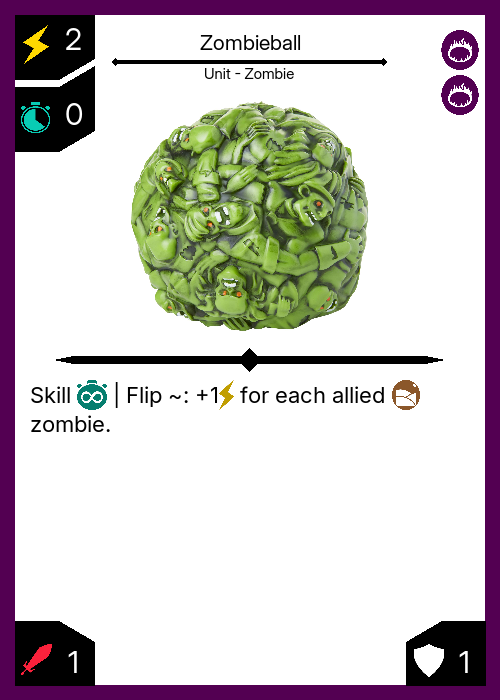 2
Zombieball
Unit - Zombie
0
Skill | Flip ~: +1 for each allied
zombie.
1
1